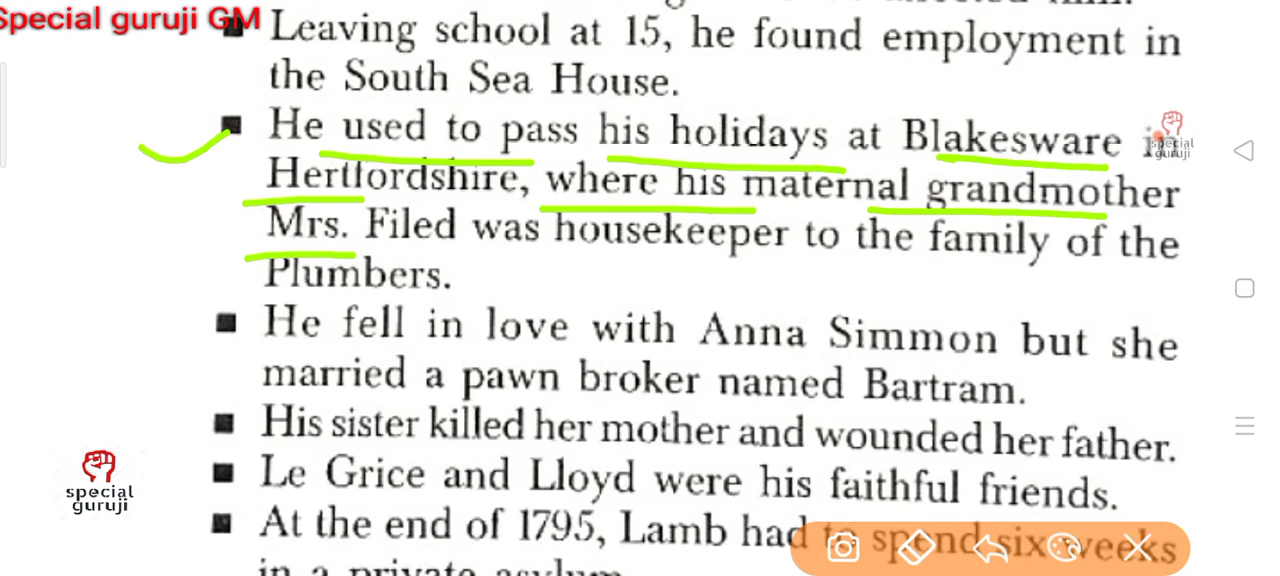 Special guruji GM
Leaving school at 15, he found employment in
the South Sea House.
He used to pass his holidays at Blakesware in
Hertfordshire, where his maternal grandmother
Mrs. Filed was housekeeper to the family of the
Plumbers.
He fell in love with Anna Simmon but she
married a pawn broker named Bartram.
His sister killed her mother and wounded her father.
Le Grice and Lloyd were his faithful friends.
At the end of 1795, Lamb had to spend six weeks
in a private asylum
special
guruji
special
guruji